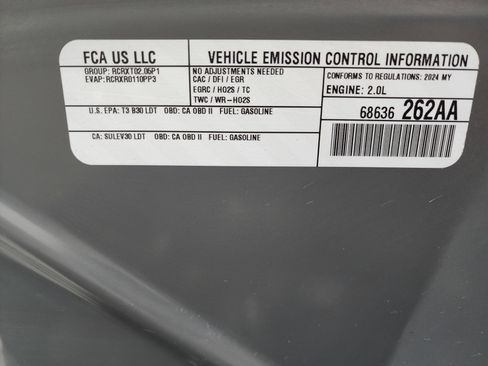 FCA US LLC
VEHICLE EMISSION CONTROL INFORMATION
GROUP: RCRXT02.05P1
EVAP: RCRXR0110PP3
NO ADJUSTMENTS NEEDED
CAC / DFI / EGR
EGRC / HO2S / TC
TWC / WR-HO2S
CONFORMS TO REGULATIONS: 2024 MY
ENGINE: 2.0L
U.S. EPA: T3 B30 LDT OBD: CA OBD II FUEL: GASOLINE
68636 262AA
CA: SULEV30 LDT OBD: CA OBD II FUEL: GASOLINE